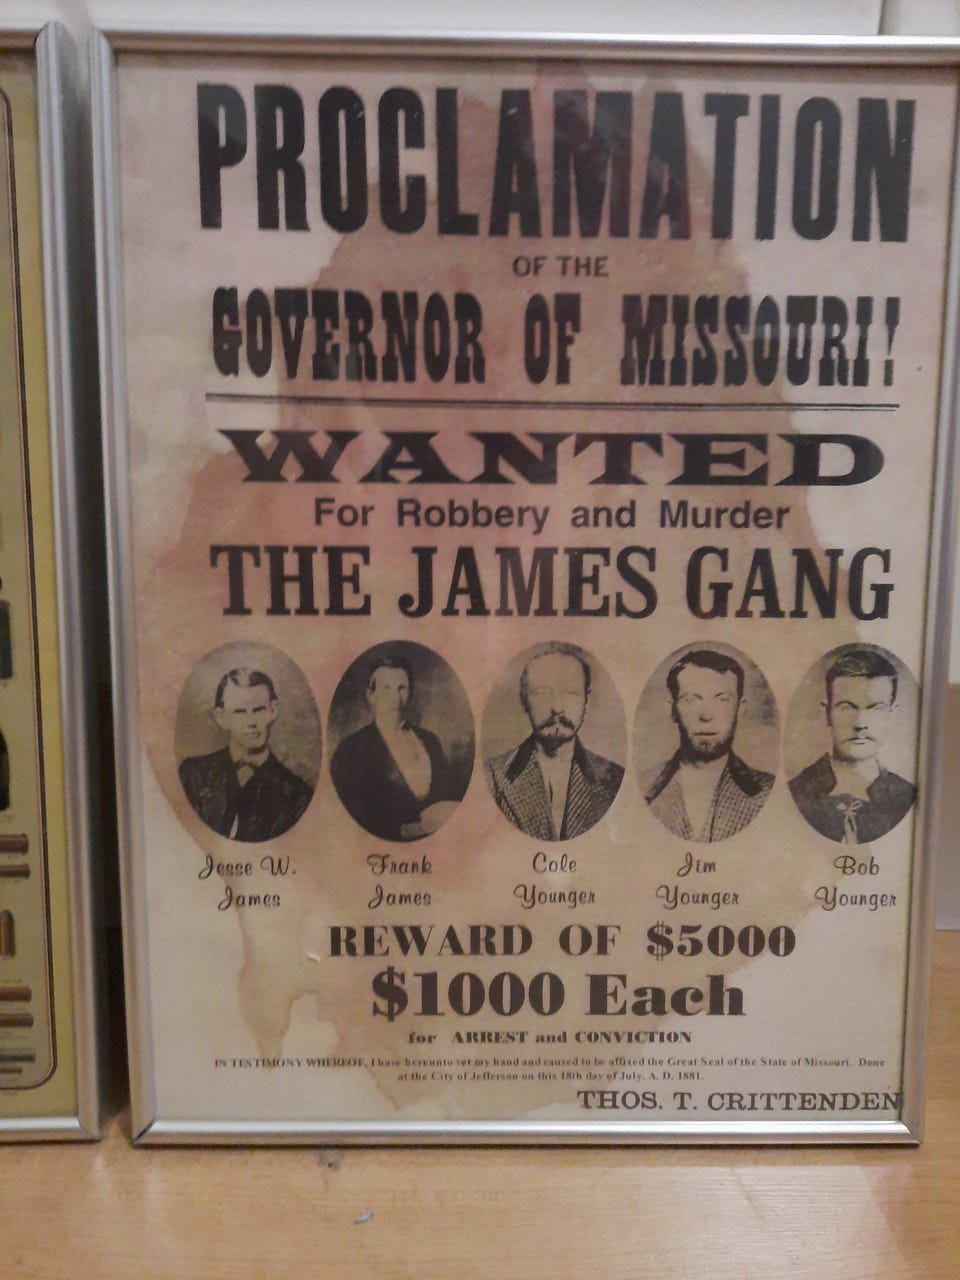 PROCLAMATION
OF THE
GOVERNOR OF MISSOURI!
WANTED
For Robbery and Murder
THE JAMES GANG
Jesse W. James
Frank James
Cole Younger
Jim Younger
Bob Younger
REWARD OF $5000
$1000 Each
for ARREST and CONVICTION
IN TESTIMONY WHEREOF, I have hereunto set my hand and caused to be affixed the Great Seal of the State of Missouri. Done
at the City of Jefferson on this 18th day of July, A. D. 1881.
THOS. T. CRITTENDEN